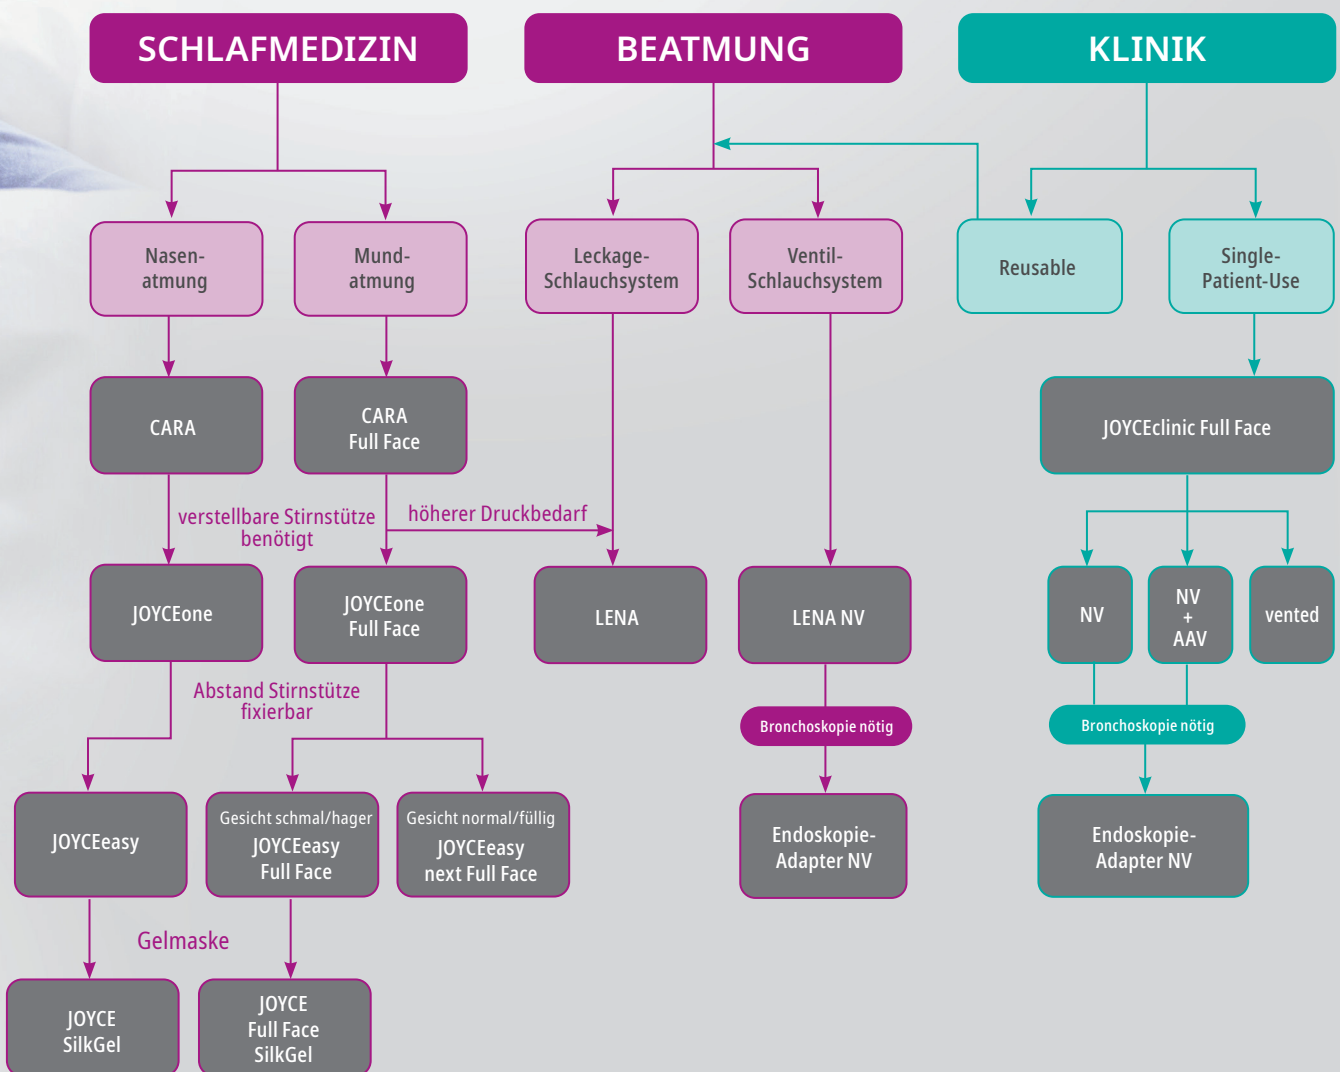 SCHLAFMEDIZIN
BEATMUNG
KLINIK
Nasen-
atmung
Mund-
atmung
Leckage-
Schlauchsystem
Ventil-
Schlauchsystem
Reusable
Single-
Patient-Use
CARA
CARA
Full Face
JOYCEclinic Full Face
verstellbare Stirnstütze
benötigt
höherer Druckbedarf
JOYCEone
JOYCEone
Full Face
LENA
LENA NV
NV
NV
+
AAV
vented
Abstand Stirnstütze
fixierbar
Bronchoskopie nötig
Bronchoskopie nötig
JOYCEeasy
Gesicht schmal/hager
JOYCEeasy
Full Face
Gesicht normal/füllig
JOYCEeasy
next Full Face
Endoskopie-
Adapter NV
Endoskopie-
Adapter NV
Gelmaske
JOYCE
SilkGel
JOYCE
Full Face
SilkGel